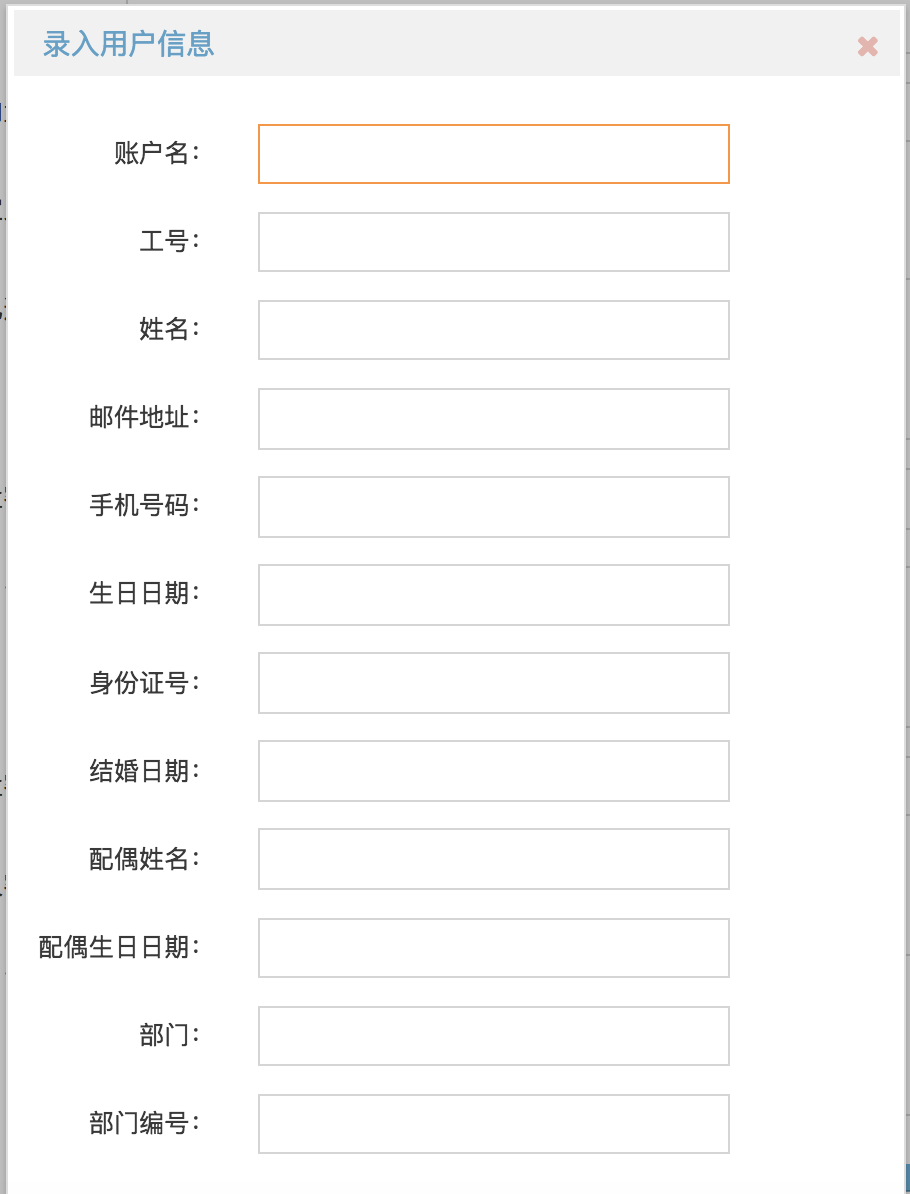 录入用户信息
账户名：
工号：
姓名：
邮件地址：
手机号码：
生日日期：
身份证号：
结婚日期：
配偶姓名：
配偶生日日期：
部门：
部门编号：